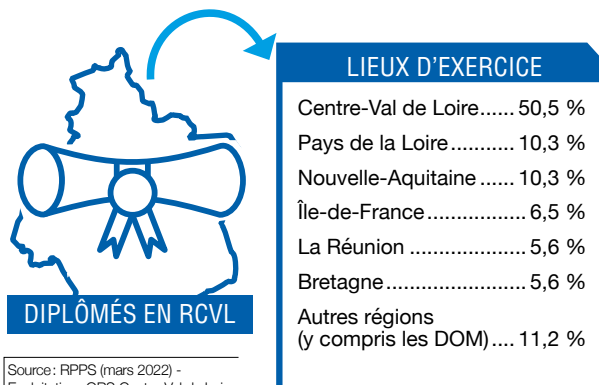 LIEUX D'EXERCICE
Centre-Val de Loire...... 50,5 %
Pays de la Loire........... 10,3 %
Nouvelle-Aquitaine ...... 10,3 %
Île-de-France................ 6,5 %
La Réunion ..................... 5,6 %
Bretagne......................... 5,6 %
Autres régions
(y compris les DOM).... 11,2 %
DIPLÔMÉS EN RCVL
Source : RPPS (mars 2022) -